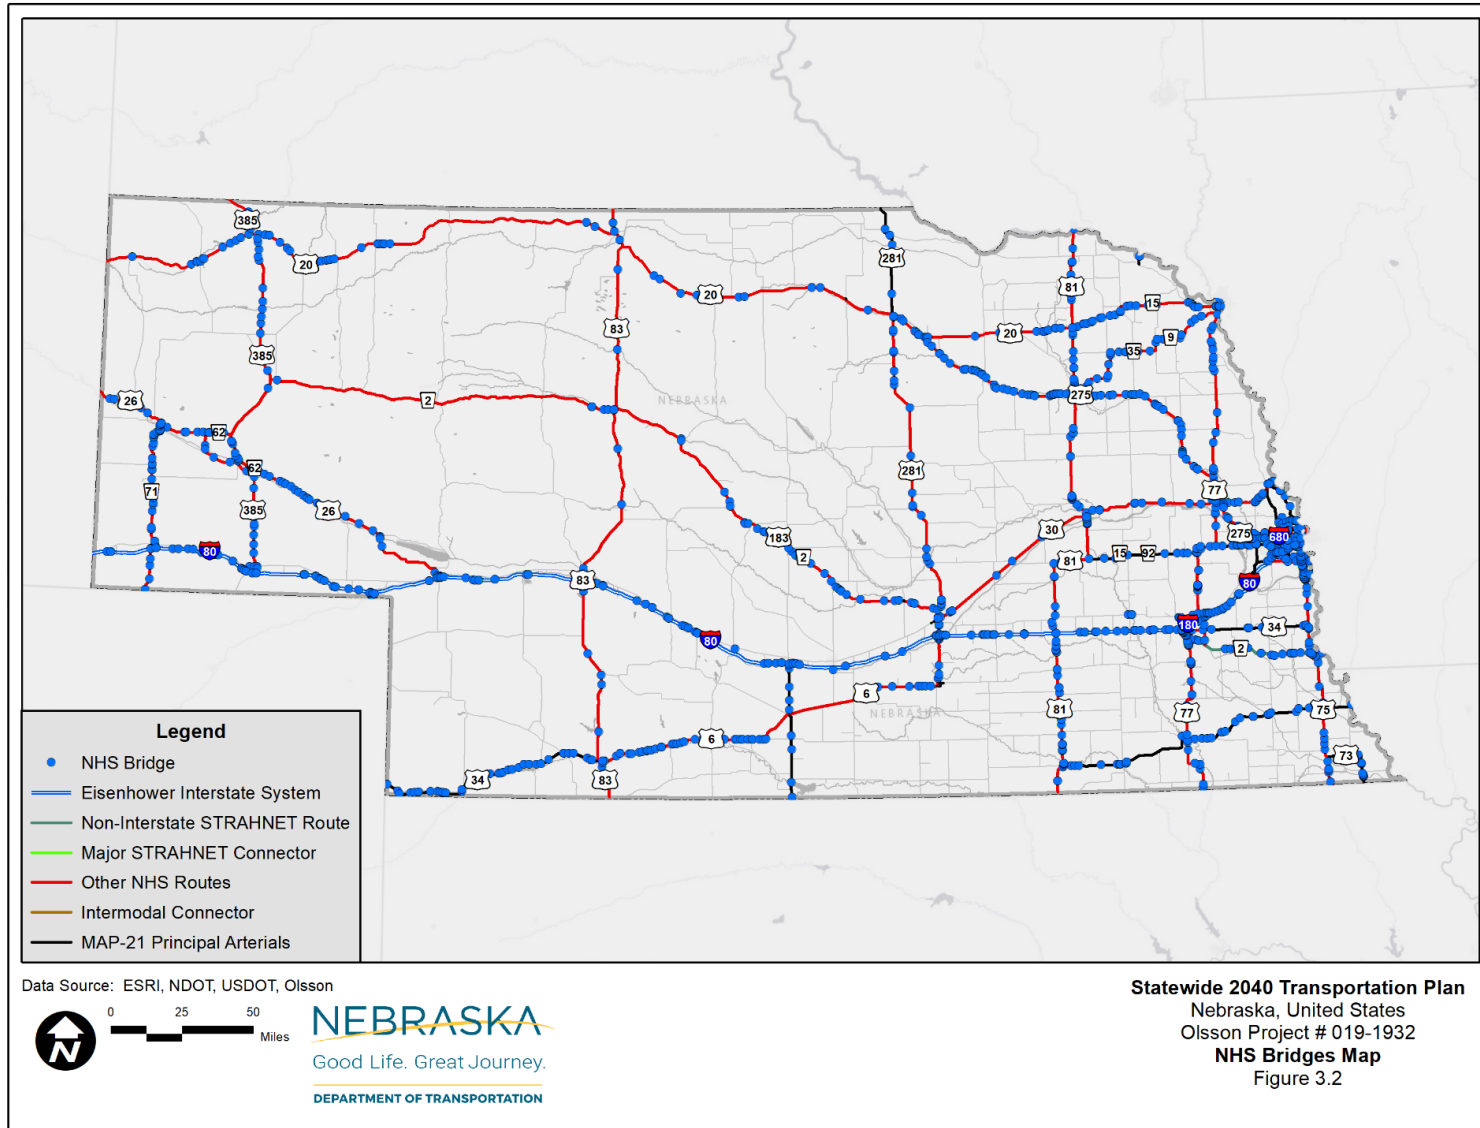 385
20
281
81
20
15
83
20
9
35
385
26
2
NEBRASKA
275
62
62
281
71
77
385
26
30
183
275
680
80
2
81
15
92
83
80
80
180
34
2
6
81
77
75
NEBRASKA
6
34
83
73
Legend
NHS Bridge
Eisenhower Interstate System
Non-Interstate STRAHNET Route
Major STRAHNET Connector
Other NHS Routes
Intermodal Connector
MAP-21 Principal Arterials
Data Source: ESRI, NDOT, USDOT, Olsson
N
0 25 50
Miles
NEBRASKA
Good Life. Great Journey.
DEPARTMENT OF TRANSPORTATION
Statewide 2040 Transportation Plan
Nebraska, United States
Olsson Project # 019-1932
NHS Bridges Map
Figure 3.2